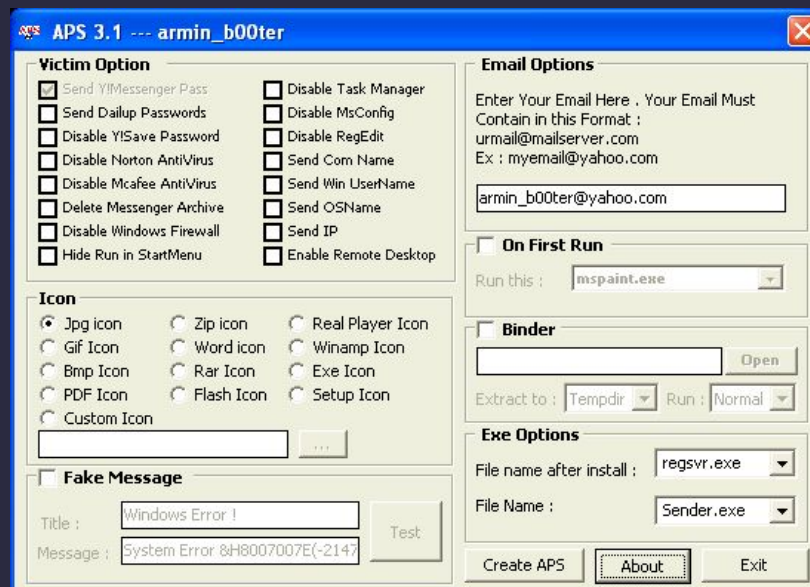 APS 3.1 --- armin_b00ter
Victim Option
Send Y!Messenger Pass
Send Dailup Passwords
Disable Y!Save Password
Disable Norton AntiVirus
Disable Mcafee AntiVirus
Delete Messenger Archive
Disable Windows Firewall
Hide Run in StartMenu
Disable Task Manager
Disable MsConfig
Disable RegEdit
Send Com Name
Send Win UserName
Send OSName
Send IP
Enable Remote Desktop
Icon
Jpg icon
Gif Icon
Bmp Icon
PDF Icon
Custom Icon
Zip icon
Word icon
Rar Icon
Flash Icon
Real Player Icon
Winamp Icon
Exe Icon
Setup Icon
...
Fake Message
Title : Windows Error !
Message : System Error &H8007007E(-2147
Test
Email Options
Enter Your Email Here . Your Email Must
Contain in this Format :
urmail@mailserver.com
Ex : myemail@yahoo.com
armin_b00ter@yahoo.com
On First Run
Run this : mspaint.exe
Binder
Open
Extract to : Tempdir Run : Normal
Exe Options
File name after install : regsvr.exe
File Name : Sender.exe
Create APS About Exit